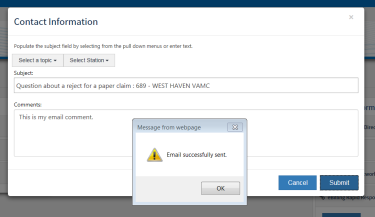 Contact Information
×
Populate the subject field by selecting from the pull down menus or enter text.
Select a topic
Select Station
Subject:
Question about a reject for a paper claim : 689 - WEST HAVEN VAMC
Comments:
This is my email comment.
Message from webpage
Email successfully sent.
OK
Cancel
Submit